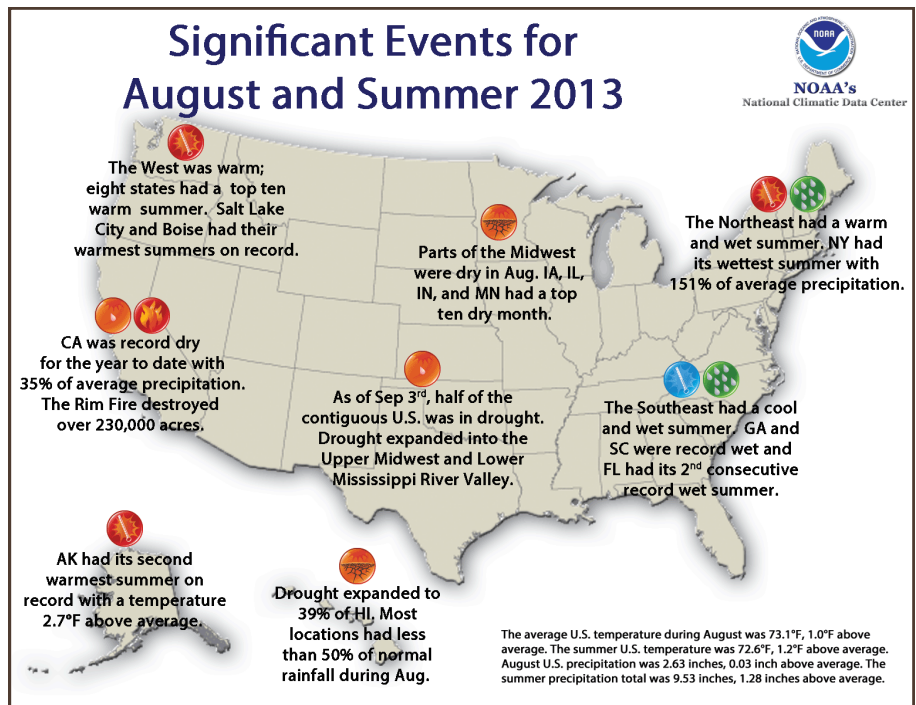 Significant Events for
August and Summer 2013
NOAA
NOAA's
National Climatic Data Center
The West was warm;
eight states had a top ten
warm summer. Salt Lake
City and Boise had their
warmest summers on record.
Parts of the Midwest
were dry in Aug. IA, IL,
IN, and MN had a top
ten dry month.
The Northeast had a warm
and wet summer. NY had
its wettest summer with
151% of average precipitation.
CA was record dry
for the year to date with
35% of average precipitation.
The Rim Fire destroyed
over 230,000 acres.
As of Sep 3rd, half of the
contiguous U.S. was in drought.
Drought expanded into the
Upper Midwest and Lower
Mississippi River Valley.
The Southeast had a cool
and wet summer. GA and
SC were record wet and
FL had its 2nd consecutive
record wet summer.
AK had its second
warmest summer on
record with a temperature
2.7°F above average.
Drought expanded to
39% of HI. Most
locations had less
than 50% of normal
rainfall during Aug.
The average U.S. temperature during August was 73.1°F, 1.0°F above
average. The summer U.S. temperature was 72.6°F, 1.2°F above average.
August U.S. precipitation was 2.63 inches, 0.03 inch above average. The
summer precipitation total was 9.53 inches, 1.28 inches above average.